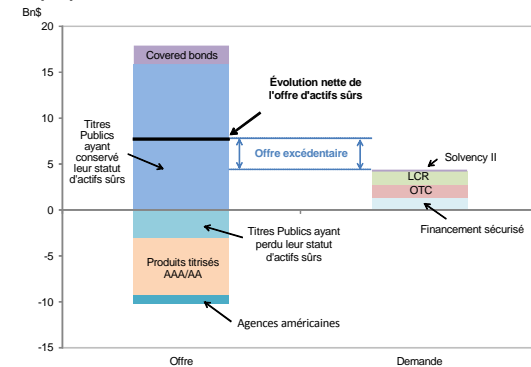 Bn$
20
15
10
5
0
-5
-10
-15
Covered bonds
Évolution nette de
l'offre d'actifs sûrs
Titres
Publics
ayant
conservé
leur statut
d'actifs sûrs
Offre excédentaire
Solvency II
LCR
OTC
Financement sécurisé
Titres Publics ayant
perdu leur statut
d'actifs sûrs
Produits titrisés
AAA/AA
Agences américaines
Offre
Demande